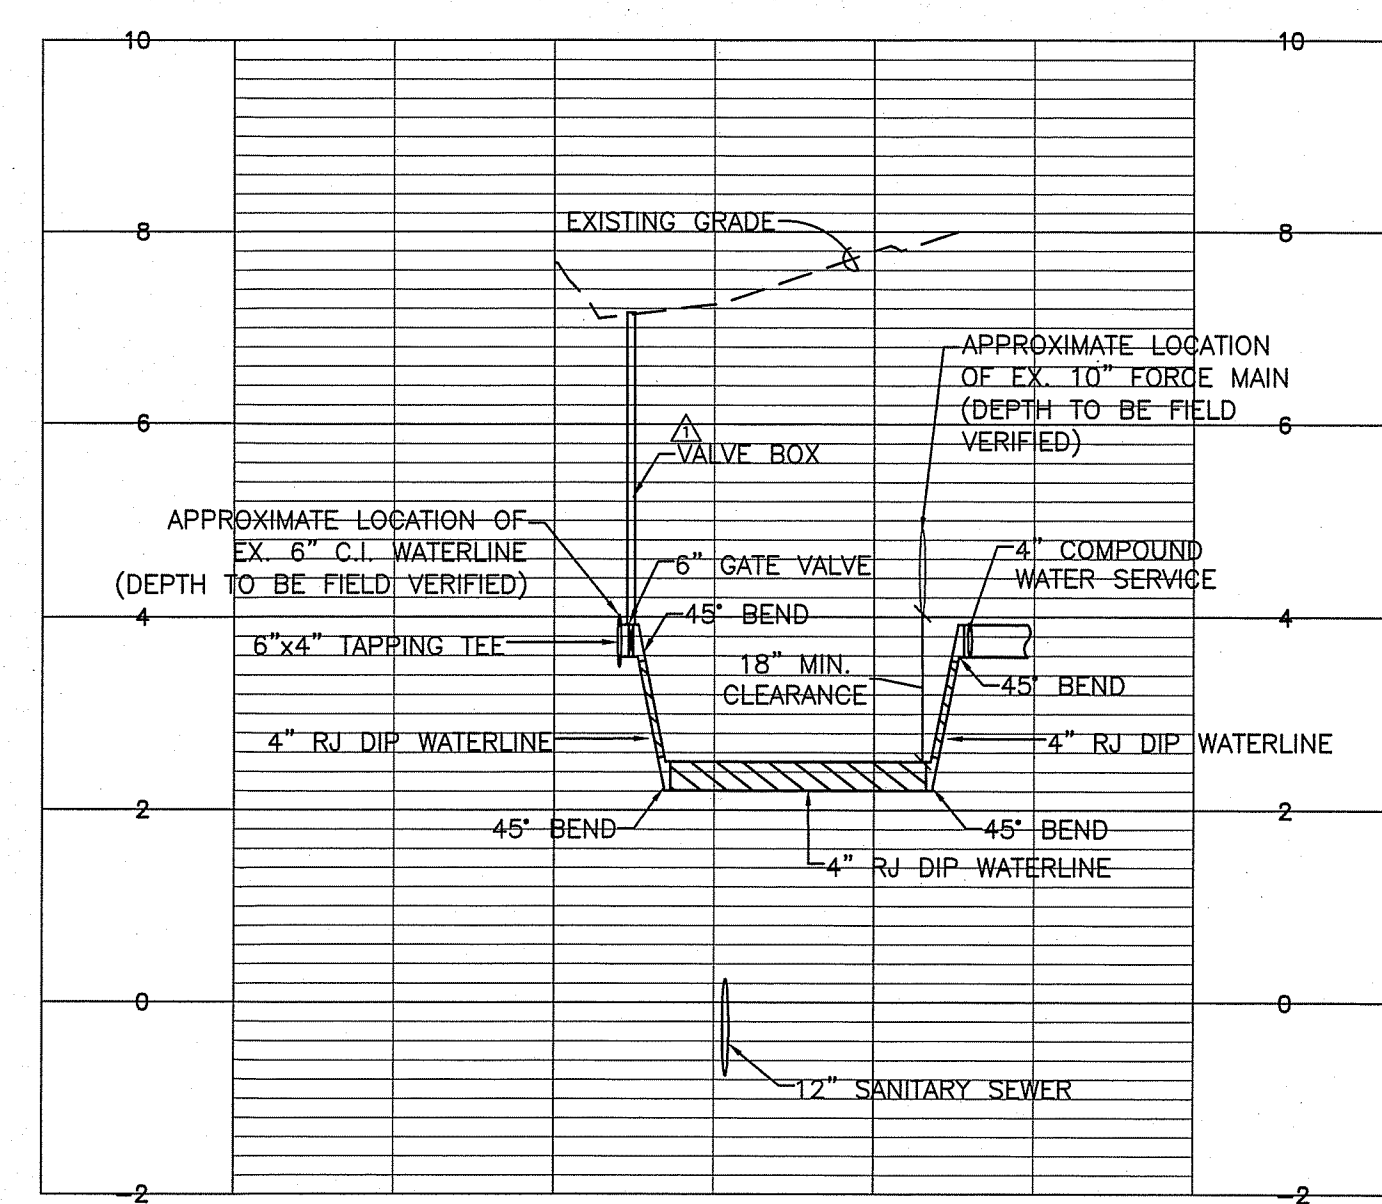 10
10
EXISTING GRADE
8
8
APPROXIMATE LOCATION
OF EX. 10" FORCE MAIN
(DEPTH TO BE FIELD
VERIFIED)
6
6
1
VALVE BOX
APPROXIMATE LOCATION OF
EX. 6" C.I. WATERLINE
(DEPTH TO BE FIELD VERIFIED)
6" GATE VALVE
4" COMPOUND
WATER SERVICE
4
45° BEND
4
6"x4" TAPPING TEE
18" MIN.
CLEARANCE
45° BEND
4" RJ DIP WATERLINE
4" RJ DIP WATERLINE
2
2
45° BEND
45° BEND
4" RJ DIP WATERLINE
0
0
12" SANITARY SEWER
-2
-2